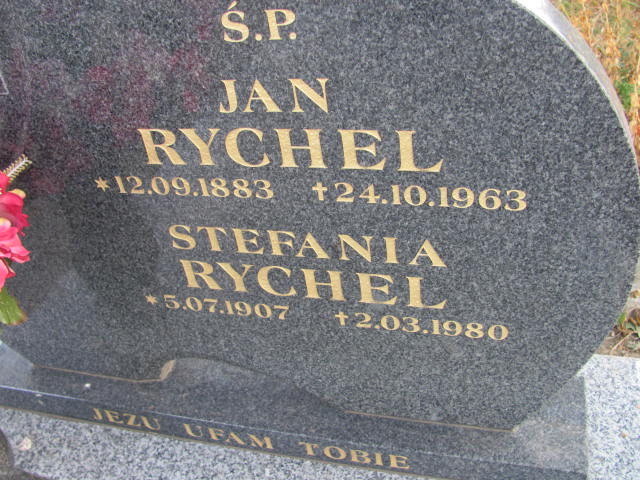 Ś.P.
JAN
RYCHEL
*12.09.1883 †24.10.1963
STEFANIA
RYCHEL
*5.07.1907 †2.03.1980
JEZU UFAM TOBIE